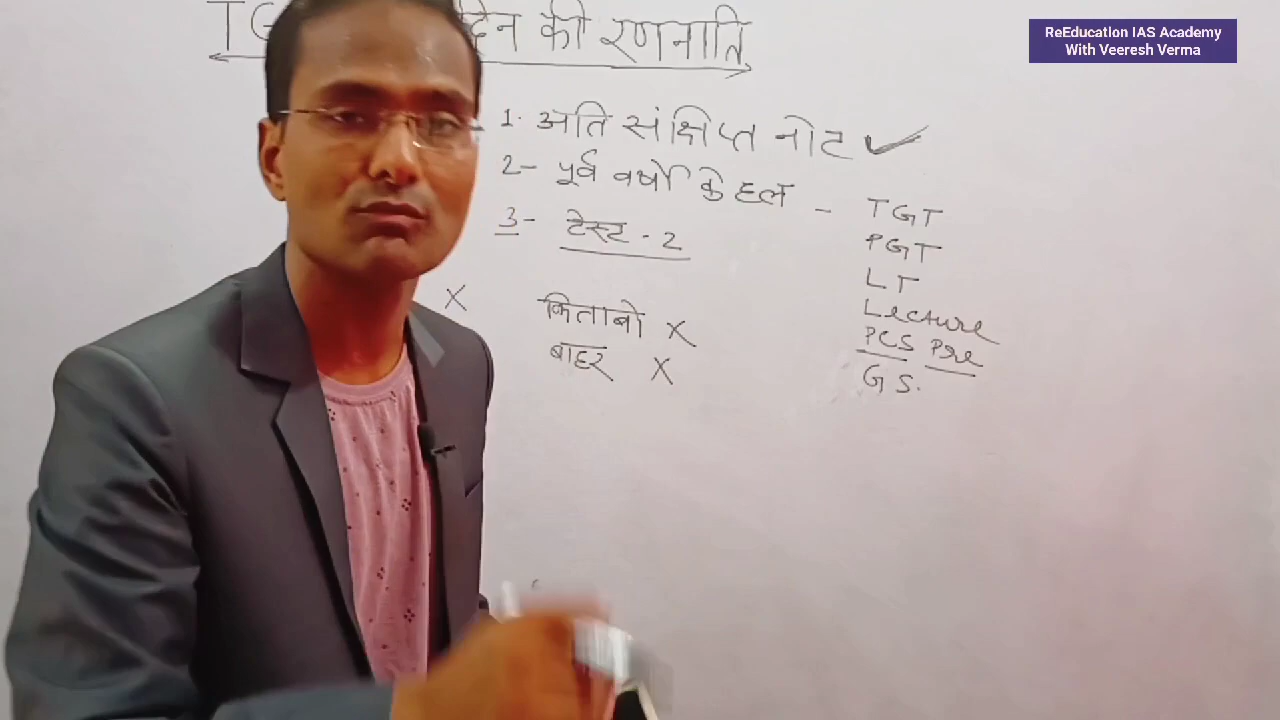 ReEducation IAS Academy
With Veeresh Verma
की रणनीति
1. अति संक्षिप्त नोट
2- पूर्व वर्षो के हल -
3- टेस्ट - 2
TGT
PGT
LT
Lecture
PCS Pre
G S.
X
किताबो X
बाहर X